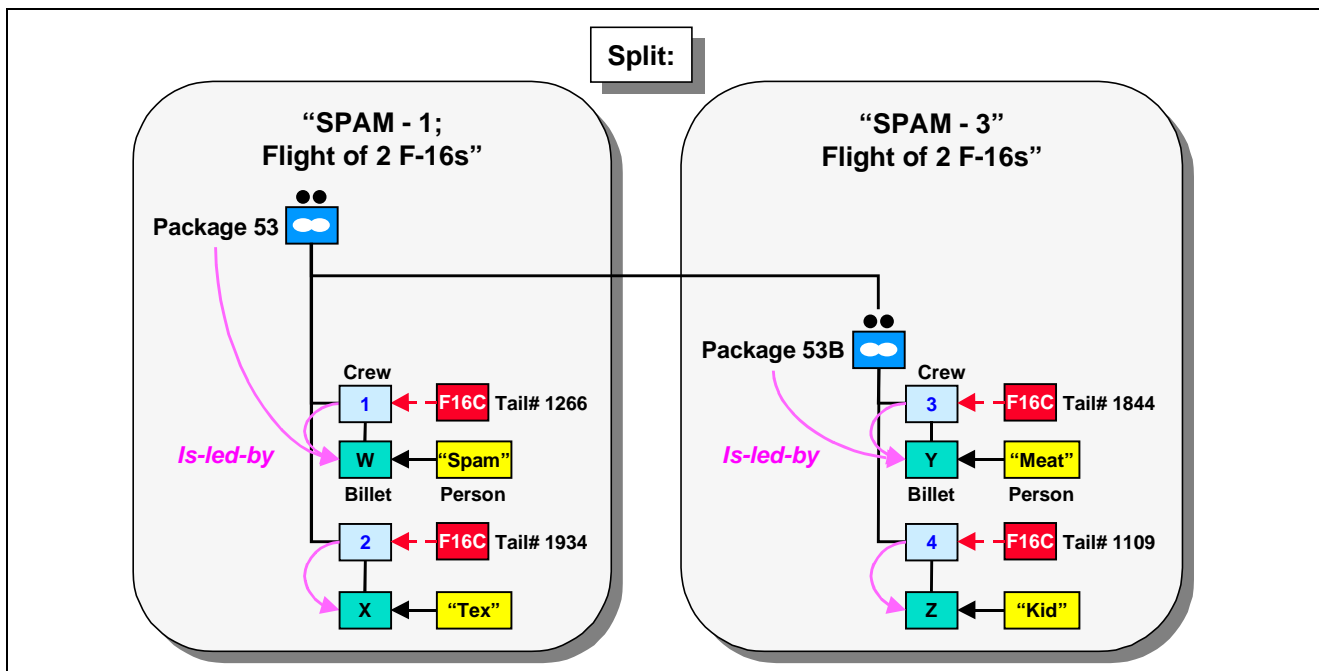 Split:
“SPAM - 1;
Flight of 2 F-16s”
Package 53
Crew
1
F16C
Tail# 1266
Is-led-by
W
“Spam”
Billet
Person
2
F16C
Tail# 1934
X
“Tex”
“SPAM - 3”
Flight of 2 F-16s”
Package 53B
Crew
3
F16C
Tail# 1844
Is-led-by
Y
“Meat”
Billet
Person
4
F16C
Tail# 1109
Z
“Kid”